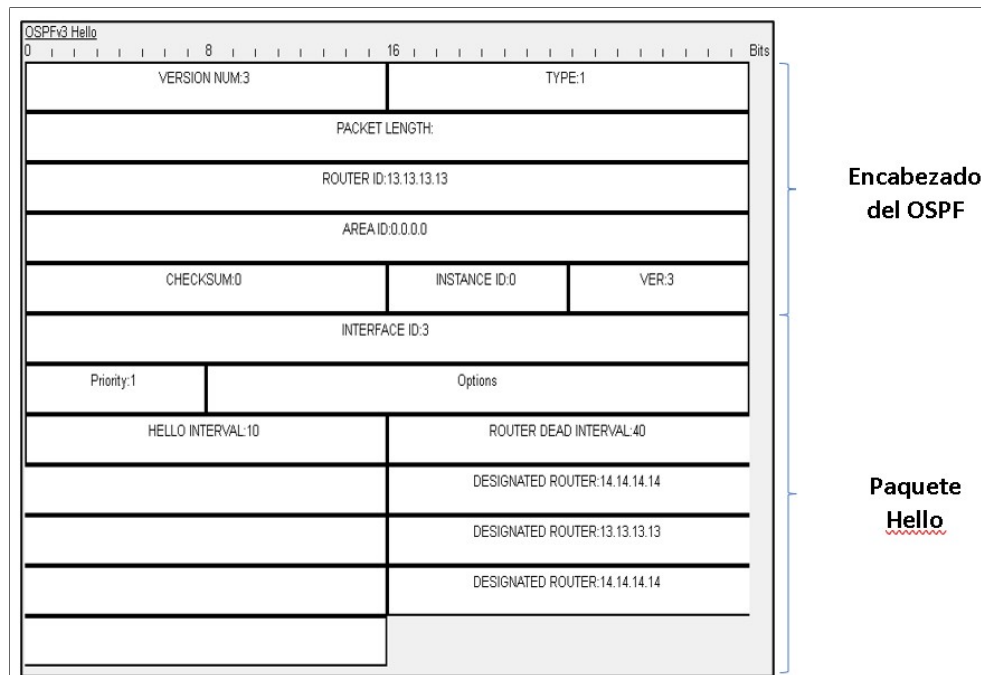 OSPFv3 Hello
0 8 16 Bits
VERSION NUM:3 TYPE:1
PACKET LENGTH:
ROUTER ID:13.13.13.13
AREA ID:0.0.0.0
CHECKSUM:0 INSTANCE ID:0 VER:3
INTERFACE ID:3
Priority:1 Options
HELLO INTERVAL:10 ROUTER DEAD INTERVAL:40
DESIGNATED ROUTER:14.14.14.14
DESIGNATED ROUTER:13.13.13.13
DESIGNATED ROUTER:14.14.14.14
Encabezado
del OSPF
Paquete
Hello